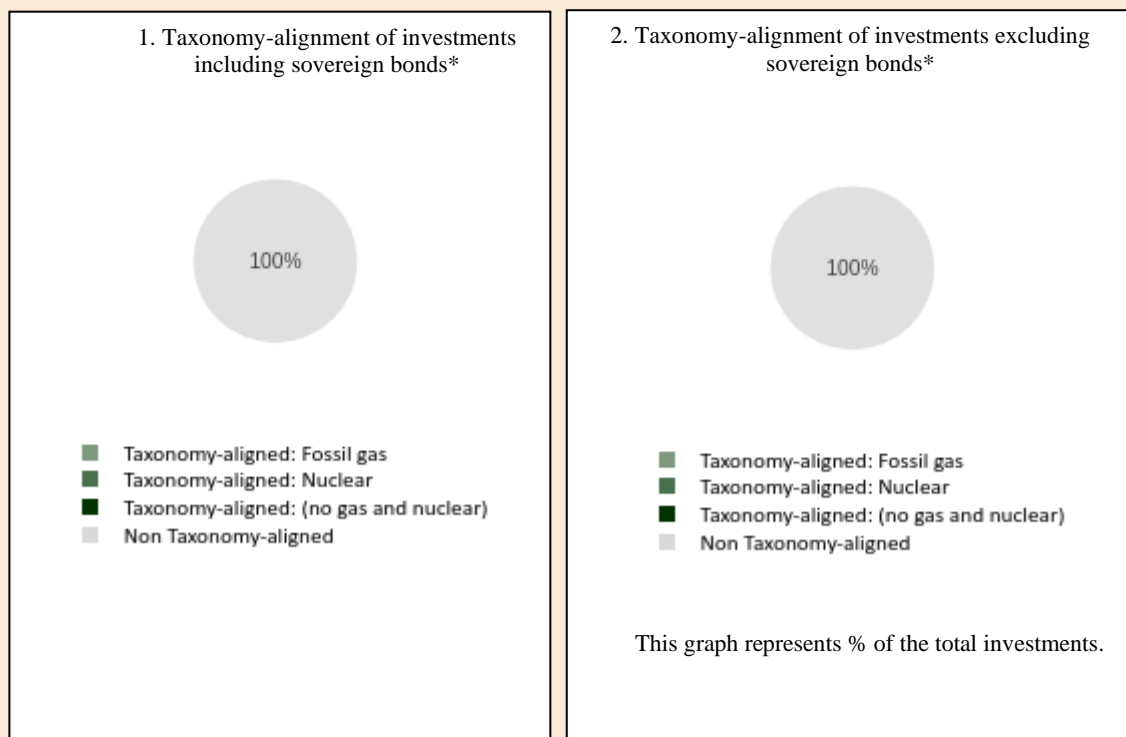 1. Taxonomy-alignment of investments
including sovereign bonds*
100%
Taxonomy-aligned: Fossil gas
Taxonomy-aligned: Nuclear
Taxonomy-aligned: (no gas and nuclear)
Non Taxonomy-aligned
2. Taxonomy-alignment of investments excluding
sovereign bonds*
100%
Taxonomy-aligned: Fossil gas
Taxonomy-aligned: Nuclear
Taxonomy-aligned: (no gas and nuclear)
Non Taxonomy-aligned
This graph represents % of the total investments.